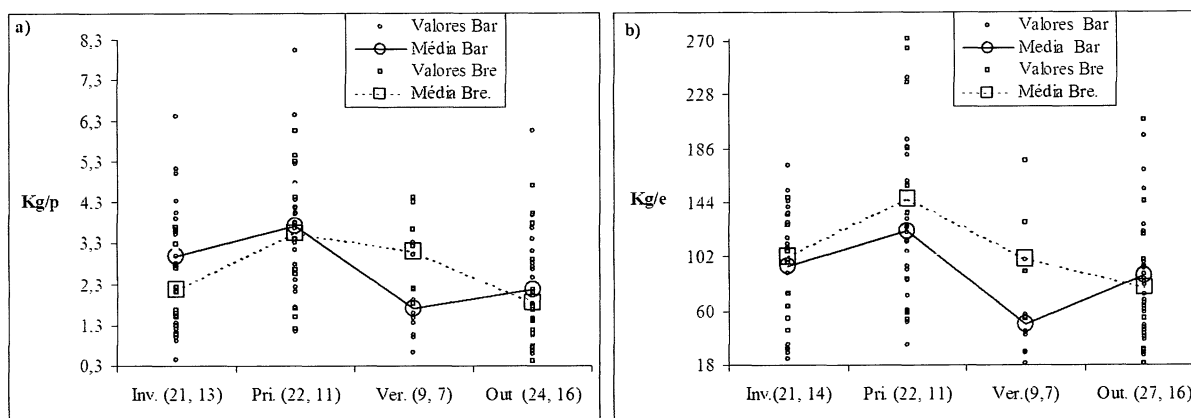 a)
8,3
7,3
6,3
5,3
4,3
3,3
2,3
1,3
0,3
Kg/p
Valores Bar
Média Bar
Valores Bre
Média Bre.
Inv. (21, 13) Pri. (22, 11) Ver. (9, 7) Out (24, 16)
b)
270
228
186
144
102
60
18
Kg/e
Valores Bar
Media Bar
Valores Bre
Média Bre.
Inv.(21, 14) Pri. (22, 11) Ver.(9,7) Out. (27, 16)